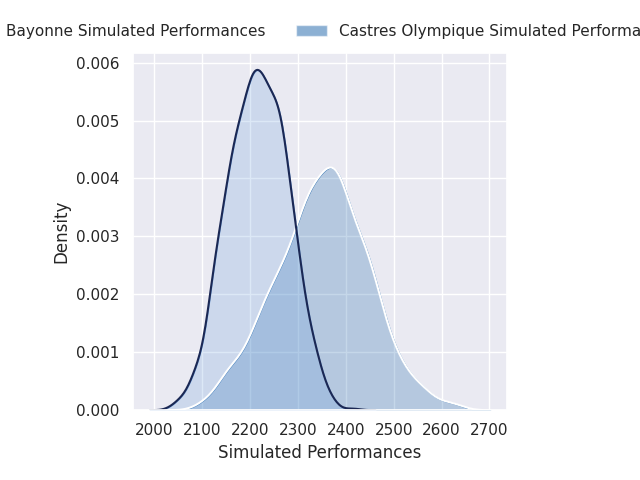 Bayonne Simulated Performances Castres Olympique Simulated Performa
0.006
0.005
0.004
0.003
0.002
0.001
0.000
Density
2000 2100 2200 2300 2400 2500 2600 2700
Simulated Performances